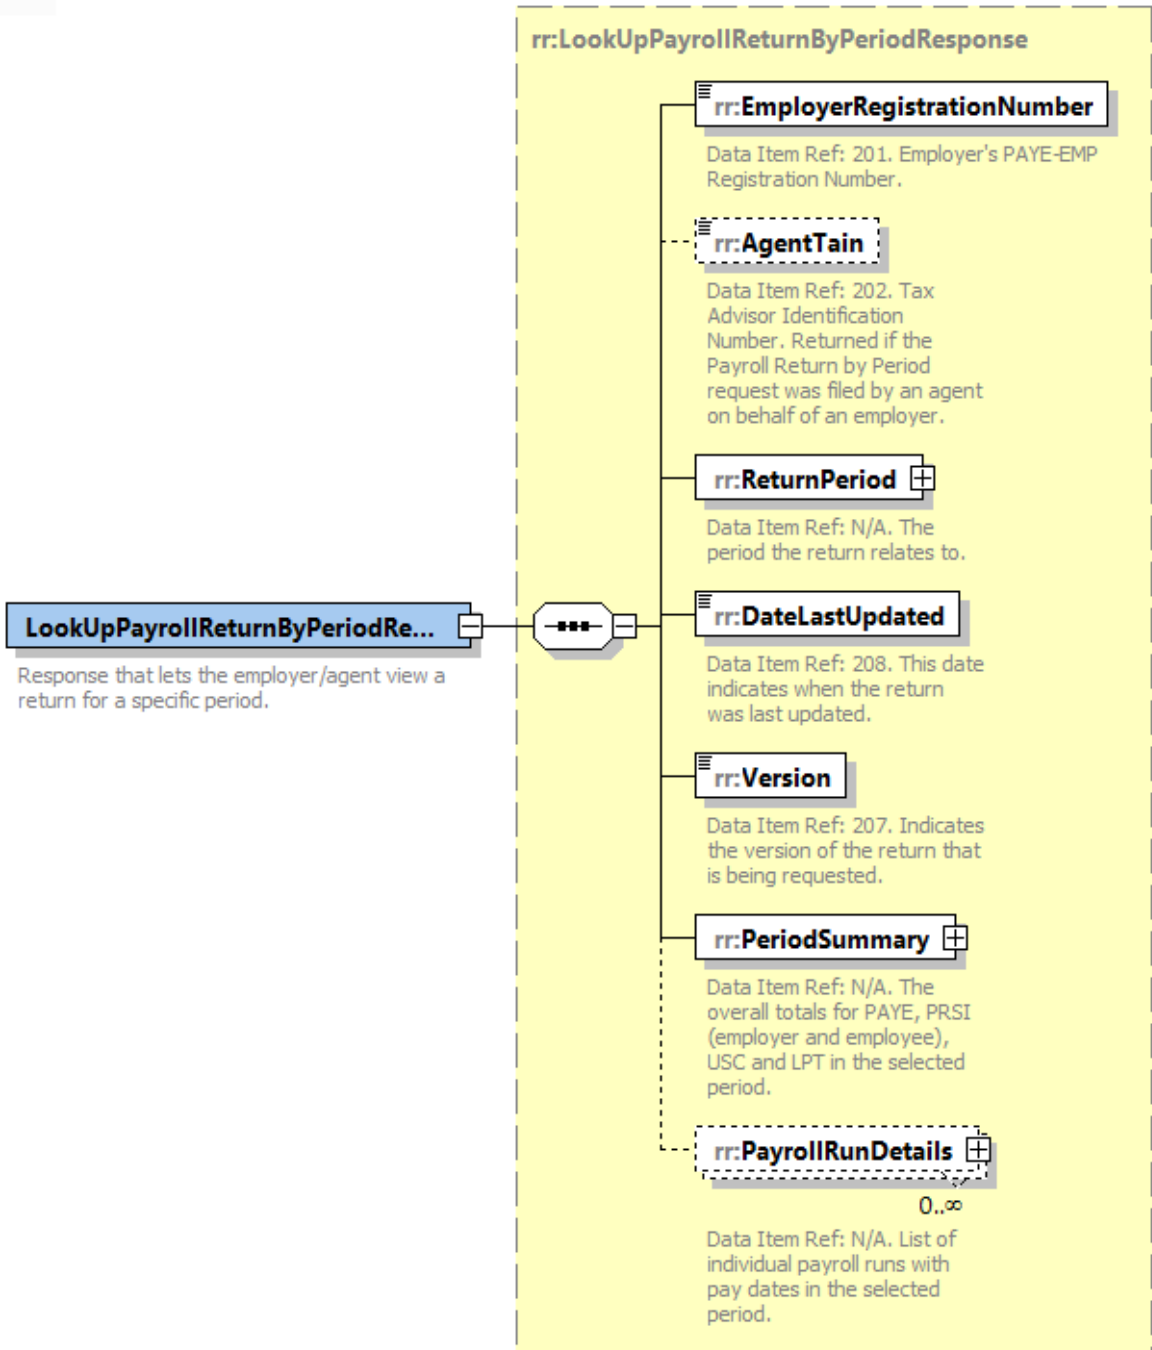 rr:LookUpPayrollReturnByPeriodResponse
rr:EmployerRegistrationNumber
Data Item Ref: 201. Employer's PAYE-EMP
Registration Number.
rr:AgentTain
Data Item Ref: 202. Tax
Advisor Identification
Number. Returned if the
Payroll Return by Period
request was filed by an agent
on behalf of an employer.
rr:ReturnPeriod
Data Item Ref: N/A. The
period the return relates to.
LookUpPayrollReturnByPeriodRe...
Response that lets the employer/agent view a
return for a specific period.
rr:DateLastUpdated
Data Item Ref: 208. This date
indicates when the return
was last updated.
rr:Version
Data Item Ref: 207. Indicates
the version of the return that
is being requested.
rr:PeriodSummary
Data Item Ref: N/A. The
overall totals for PAYE, PRSI
(employer and employee),
USC and LPT in the selected
period.
rr:PayrollRunDetails
0..∞
Data Item Ref: N/A. List of
individual payroll runs with
pay dates in the selected
period.